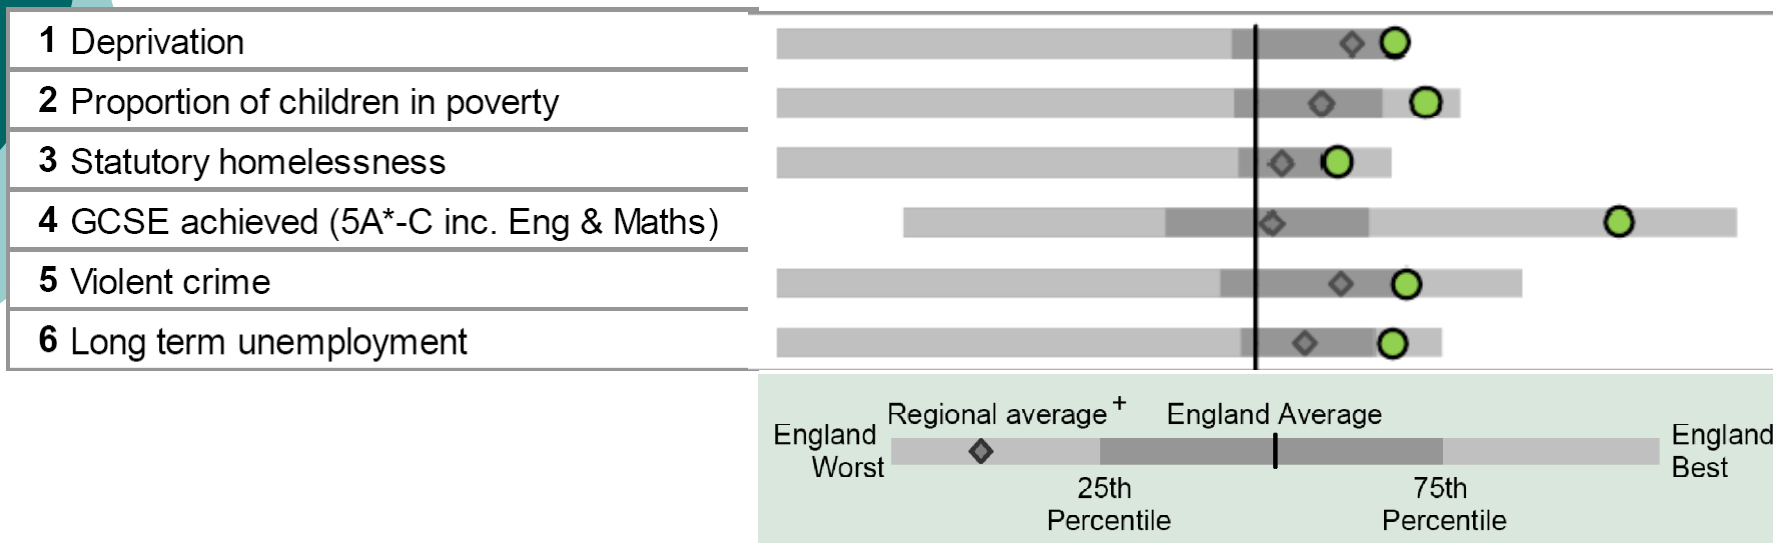 1 Deprivation
2 Proportion of children in poverty
3 Statutory homelessness
4 GCSE achieved (5A*-C inc. Eng & Maths)
5 Violent crime
6 Long term unemployment
Regional average+ England Average
England Worst
England Best
25th Percentile
75th Percentile